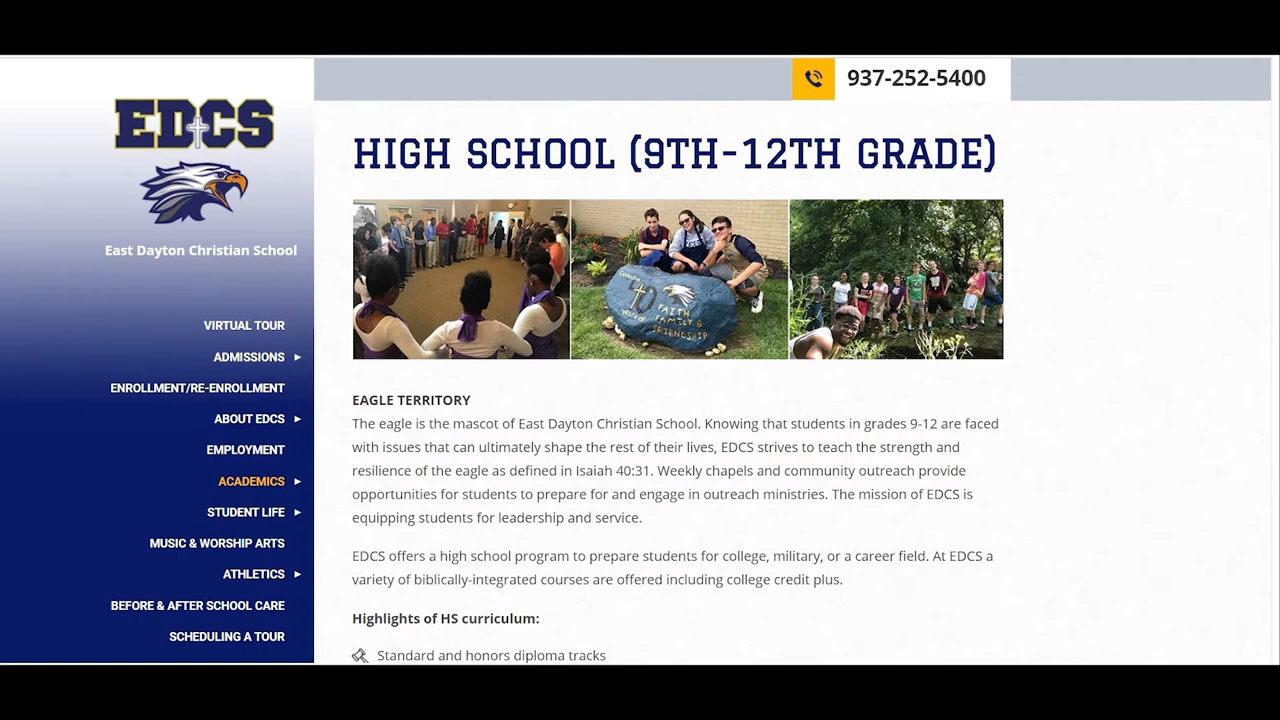 937-252-5400
EDCS
East Dayton Christian School
VIRTUAL TOUR
ADMISSIONS
ENROLLMENT/RE-ENROLLMENT
ABOUT EDCS
EMPLOYMENT
ACADEMICS
STUDENT LIFE
MUSIC & WORSHIP ARTS
ATHLETICS
BEFORE & AFTER SCHOOL CARE
SCHEDULING A TOUR
HIGH SCHOOL (9TH-12TH GRADE)
40
FAITH
FAMILY &
FRIENDSHIP
EAGLE TERRITORY
The eagle is the mascot of East Dayton Christian School. Knowing that students in grades 9-12 are faced
with issues that can ultimately shape the rest of their lives, EDCS strives to teach the strength and
resilience of the eagle as defined in Isaiah 40:31. Weekly chapels and community outreach provide
opportunities for students to prepare for and engage in outreach ministries. The mission of EDCS is
equipping students for leadership and service.
EDCS offers a high school program to prepare students for college, military, or a career field. At EDCS a
variety of biblically-integrated courses are offered including college credit plus.
Highlights of HS curriculum:
Standard and honors diploma tracks